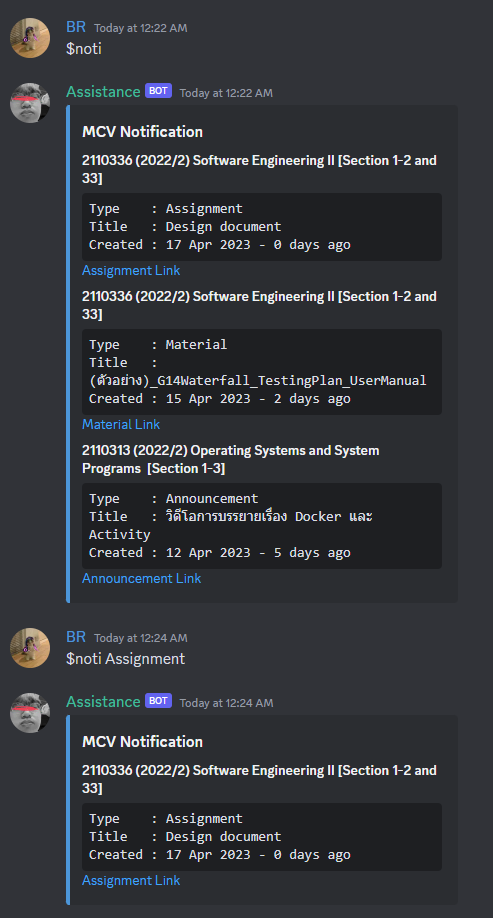 BR Today at 12:22 AM
$noti
Assistance BOT Today at 12:22 AM
MCV Notification
2110336 (2022/2) Software Engineering II [Section 1-2 and
33]
Type    : Assignment
Title   : Design document
Created : 17 Apr 2023 - 0 days ago
Assignment Link
2110336 (2022/2) Software Engineering II [Section 1-2 and
33]
Type    : Material
Title   :
(ตัวอย่าง)_G14Waterfall_TestingPlan_UserManual
Created : 15 Apr 2023 - 2 days ago
Material Link
2110313 (2022/2) Operating Systems and System
Programs  [Section 1-3]
Type    : Announcement
Title   : วิดีโอการบรรยายเรื่อง Docker และ
Activity
Created : 12 Apr 2023 - 5 days ago
Announcement Link
BR Today at 12:24 AM
$noti Assignment
Assistance BOT Today at 12:24 AM
MCV Notification
2110336 (2022/2) Software Engineering II [Section 1-2 and
33]
Type    : Assignment
Title   : Design document
Created : 17 Apr 2023 - 0 days ago
Assignment Link